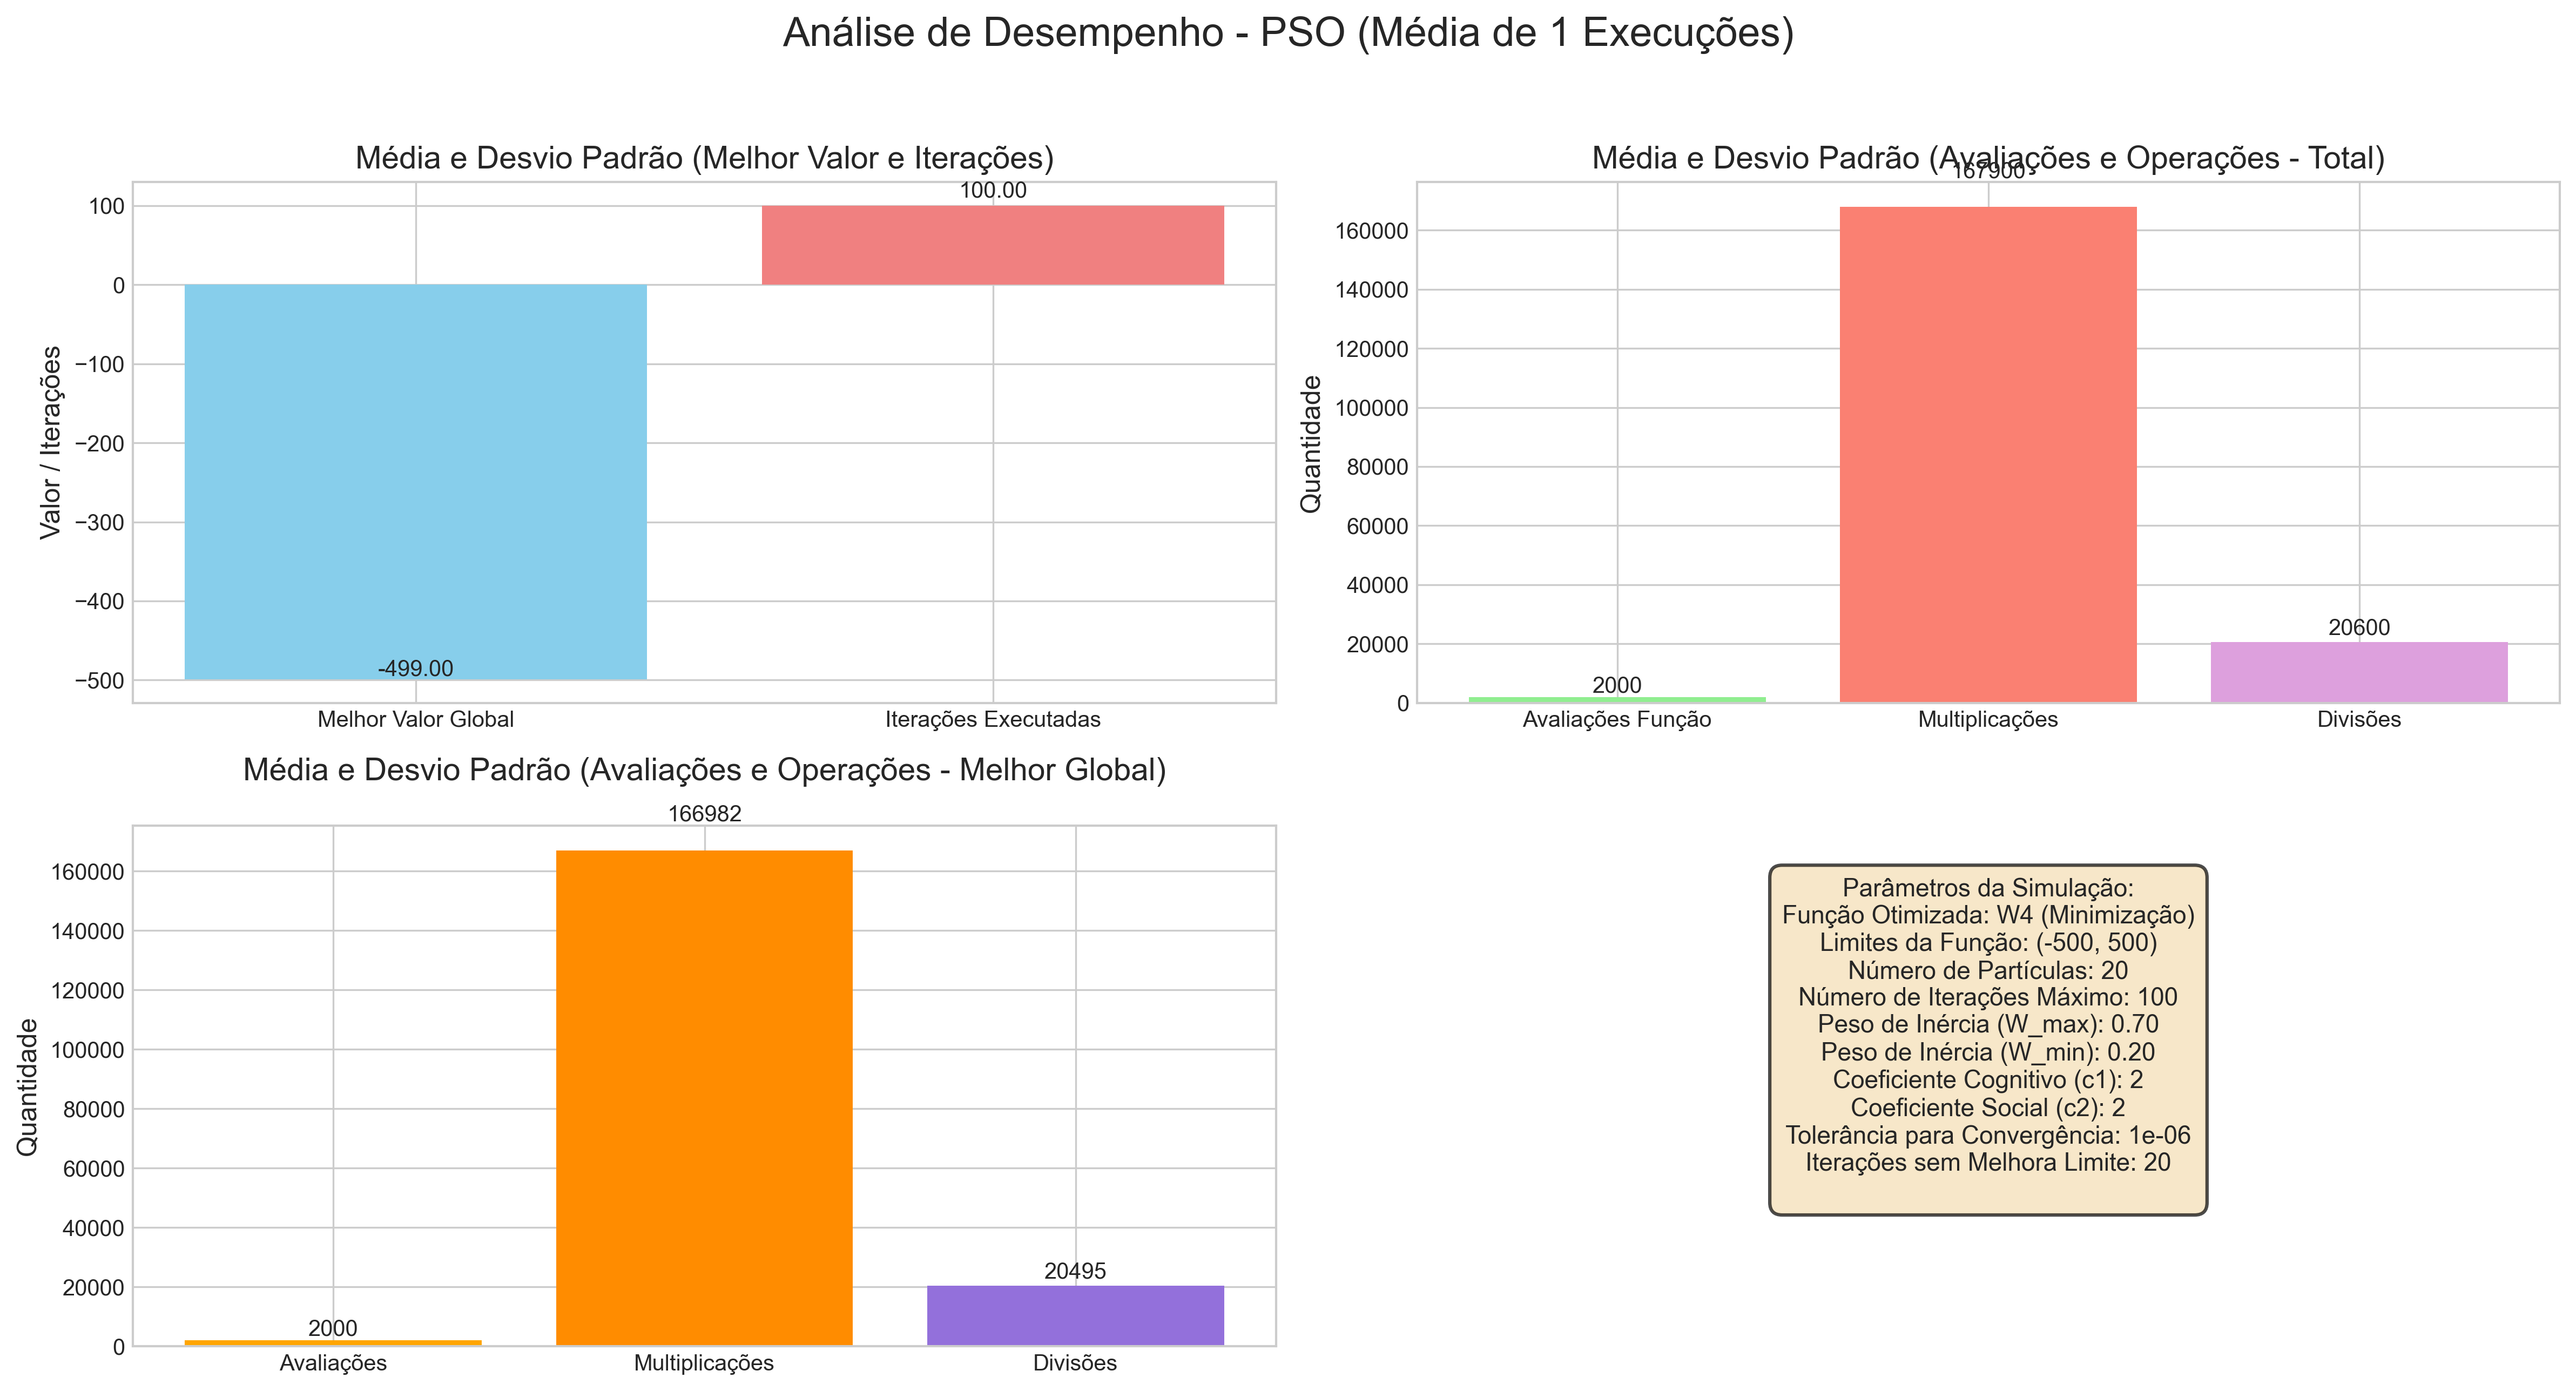 Análise de Desempenho - PSO (Média de 1 Execuções)
Média e Desvio Padrão (Melhor Valor e Iterações)
Valor / Iterações
100
0
−100
−200
−300
−400
−500
100.00
-499.00
Melhor Valor Global
Iterações Executadas
Média e Desvio Padrão (Avaliações e Operações - Total)
Quantidade
160000
140000
120000
100000
80000
60000
40000
20000
0
167900
2000
20600
Avaliações Função
Multiplicações
Divisões
Média e Desvio Padrão (Avaliações e Operações - Melhor Global)
Quantidade
160000
140000
120000
100000
80000
60000
40000
20000
0
166982
2000
20495
Avaliações
Multiplicações
Divisões
Parâmetros da Simulação:
Função Otimizada: W4 (Minimização)
Limites da Função: (-500, 500)
Número de Partículas: 20
Número de Iterações Máximo: 100
Peso de Inércia (W_max): 0.70
Peso de Inércia (W_min): 0.20
Coeficiente Cognitivo (c1): 2
Coeficiente Social (c2): 2
Tolerância para Convergência: 1e-06
Iterações sem Melhora Limite: 20